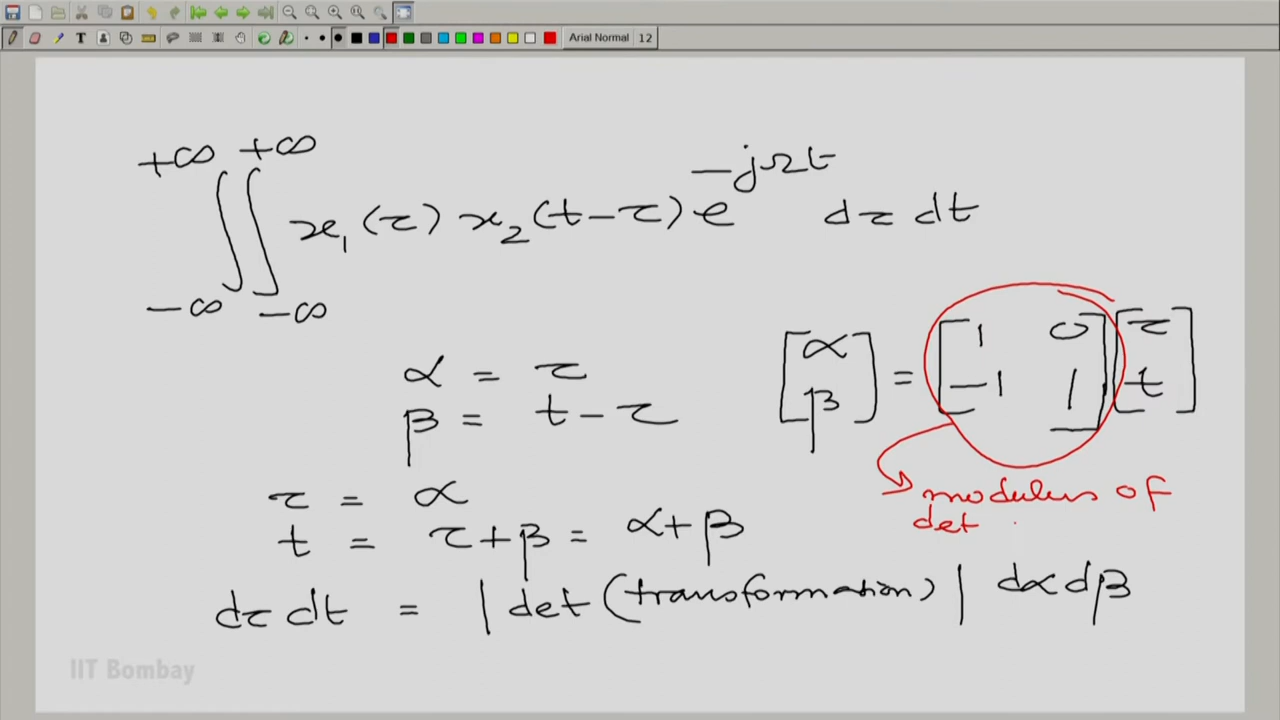 Arial Normal 12
+∞ +∞
∫∫ x₁(τ) x₂(t−τ) e^{−jΩt} dτ dt
−∞ −∞
α = τ
β = t−τ
[α β] = [1 0 −1 1] [τ t]
τ = α
t = τ+β = α+β
modulus of
det
dτ dt = |det (transformation)| dα dβ
IIT Bombay